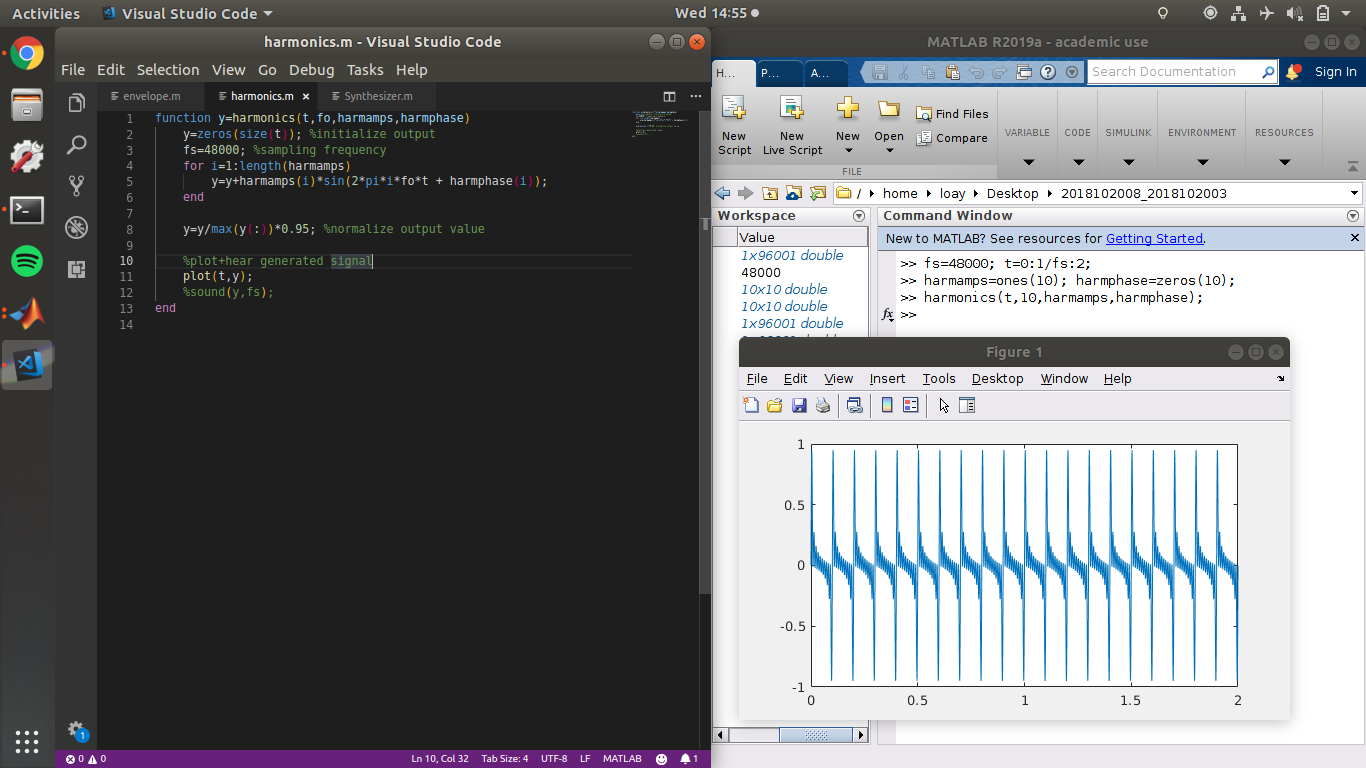 Activities
Visual Studio Code
Wed 14:55
harmonics.m - Visual Studio Code
File Edit Selection View Go Debug Tasks Help
envelope.m harmonics.m Synthesizer.m
1 function y=harmonics(t,fo,harmamps,harmphase)
2 y=zeros(size(t)); %initialize output
3 fs=48000; %sampling frequency
4 for i=1:length(harmamps)
5 y=y+harmamps(i)*sin(2*pi*i*fo*t + harmphase(i));
6 end
7
8 y=y/max(y(:))*0.95; %normalize output value
9
10 %plot+hear generated signal
11 plot(t,y);
12 %sound(y,fs);
13 end
14
1
0 0
Ln 10, Col 32 Tab Size: 4 UTF-8 LF MATLAB 1
MATLAB R2019a - academic use
H... P... A...
Search Documentation
Sign In
New Script
New Live Script
New
Open
Find Files
Compare
VARIABLE
CODE
SIMULINK
ENVIRONMENT
RESOURCES
FILE
/ home loay Desktop 2018102008_2018102003
Workspace
Value
1x96001 double
48000
10x10 double
10x10 double
1x96001 double
Command Window
New to MATLAB? See resources for Getting Started.
>> fs=48000; t=0:1/fs:2;
>> harmamps=ones(10); harmphase=zeros(10);
>> harmonics(t,10,harmamps,harmphase);
fx >>
Figure 1
File Edit View Insert Tools Desktop Window Help
1
0.5
0
-0.5
-1
0 0.5 1 1.5 2